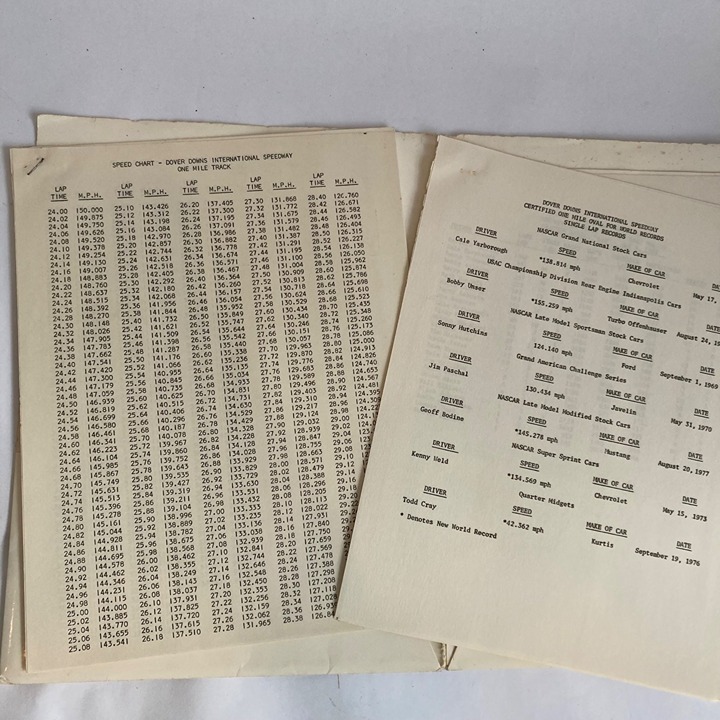 SPEED CHART - DOVER DOWNS INTERNATIONAL SPEEDWAY
ONE MILE TRACK
LAP LAP LAP LAP LAP
TIME M.P.H. TIME M.P.H. TIME M.P.H. TIME M.P.H. TIME M.P.H.
24.00 150.000 25.10 143.426 26.20 137.405 27.30 131.868 28.40 126.760
24.02 149.875 25.12 143.312 26.22 137.300 27.32 131.772 28.42 126.671
24.04 149.750 25.14 143.198 26.24 137.195 27.34 131.675 28.44 126.582
24.06 149.626 25.16 143.084 26.26 137.091 27.36 131.579 28.46 126.493
24.08 149.520 25.18 142.970 26.28 136.986 27.38 131.482 28.48 126.404
24.10 149.378 25.20 142.857 26.30 136.882 27.40 131.387 28.50 126.315
24.12 149.254 25.22 142.744 26.32 136.778 27.42 131.291 28.52 126.227
24.14 149.130 25.24 142.631 26.34 136.674 27.44 131.195 28.54 126.138
24.16 149.007 25.26 142.518 26.36 136.571 27.46 131.100 28.56 126.050
24.18 148.883 25.28 142.405 26.38 136.467 27.48 131.004 28.58 125.962
24.20 148.760 25.30 142.292 26.40 136.364 27.50 130.909 28.60 125.874
24.22 148.637 25.32 142.180 26.42 136.261 27.52 130.813 28.62 125.786
24.24 148.515 25.34 142.068 26.44 136.157 27.54 130.718 28.64 125.698
24.26 148.392 25.36 141.956 26.46 136.054 27.56 130.624 28.66 125.610
24.28 148.270 25.38 141.844 26.48 135.952 27.58 130.529 28.68 125.523
24.30 148.148 25.40 141.732 26.50 135.849 27.60 130.434 28.70 125.435
24.32 148.026 25.42 141.621 26.52 135.747 27.62 130.340 28.72 125.348
24.34 147.905 25.44 141.509 26.54 135.644 27.64 130.246 28.74 125.260
24.36 147.783 25.46 141.398 26.56 135.542 27.66 130.151 28.76 125.173
24.38 147.662 25.48 141.287 26.58 135.440 27.68 130.057 28.78 125.086
24.40 147.541 25.50 141.176 26.60 135.338 27.70 129.963 28.80 125.000
24.42 147.420 25.52 141.066 26.62 135.236 27.72 129.870 28.82 124.913
24.44 147.300 25.54 140.955 26.64 135.135 27.74 129.776 28.84 124.826
24.46 147.179 25.56 140.845 26.66 135.034 27.76 129.683 28.86 124.740
24.48 147.059 25.58 140.735 26.68 134.933 27.78 129.589 28.88
24.50 146.939 25.60 140.625 26.70 134.831 27.80 129.496 28.90
24.52 146.819 25.62 140.515 26.72 134.731 27.82 129.403 28.92
24.54 146.699 25.64 140.406 26.74 134.630 27.84 129.310 28.94
24.56 146.580 25.66 140.296 26.76 134.529 27.86 129.217 28.96
24.58 146.461 25.68 140.187 26.78 134.429 27.88 129.124 28.98
24.60 146.341 25.70 140.078 26.80 134.328 27.90 129.032 29.00
24.62 146.223 25.72 26.82 134.228 27.92 128.939 29.02
24.64 146.104 25.74 139.860 26.84 134.128 27.94 128.847 29.04
24.66 145.985 25.76 139.752 26.86 134.028 27.96 128.755 29.06
24.68 145.867 25.78 139.643 26.88 133.929 27.98 128.663 29.08
24.70 145.749 25.80 139.535 26.90 133.829 28.00 128.571 29.10
24.72 145.631 25.82 139.427 26.92 133.729 28.02 128.479 29.12
24.74 145.513 25.84 139.319 26.94 133.630 28.04 128.388 29.14
24.76 145.396 25.86 139.211 26.96 133.531 28.06 128.296 29.16
24.78 145.278 25.88 139.104 26.98 133.432 28.08 128.205 29.18
24.80 145.161 25.90 138.996 27.00 133.333 28.10 128.113
24.82 145.044 25.92 138.889 27.02 133.235 28.12 128.022
24.84 144.928 25.94 138.782 27.04 133.136 28.14 127.931
24.86 144.811 25.96 138.675 27.06 133.038 28.16 127.840
24.88 144.695 25.98 138.568 27.08 132.939 28.18 127.750
24.90 144.578 26.00 138.462 27.10 132.841 28.20 127.659
24.92 144.462 26.02 138.355 27.12 132.744 28.22 127.569
24.94 144.346 26.04 138.249 27.14 132.646 28.24 127.478
24.96 144.231 26.06 138.143 27.16 132.548 28.26 127.388
24.98 144.115 26.08 138.037 27.18 132.450 28.28 127.298
25.00 144.000 26.10 137.931 27.20 132.353 28.30 127.208
25.02 143.885 26.12 137.825 27.22 132.256 28.32 127.118
25.04 143.770 26.14 137.720 27.24 132.159 28.34 127.028
25.06 143.655 26.16 137.615 27.26 132.062 28.36
25.08 143.541 26.18 137.510 27.28 131.965 28.38
DOVER DOWNS INTERNATIONAL SPEEDWAY
CERTIFIED ONE MILE OVAL FOR WORLD RECORDS
SINGLE LAP RECORDS
NASCAR Grand National Stock Cars
DRIVER SPEED MAKE OF CAR DATE
Cale Yarborough *138.814 mph Chevrolet May 17,
USAC Championship Division Rear Engine Indianapolis Cars
DRIVER SPEED MAKE OF CAR DATE
Bobby Unser *155.259 mph Turbo Offenhauser August 24,
NASCAR Late Model Sportsman Stock Cars
DRIVER SPEED MAKE OF CAR DATE
Sonny Hutchins 124.140 mph Ford September 1, 1969
Grand American Challenge Series
DRIVER SPEED MAKE OF CAR DATE
Jim Paschal 130.434 mph Javelin May 31, 1970
NASCAR Late Model Modified Stock Cars
DRIVER SPEED MAKE OF CAR DATE
Geoff Bodine *145.278 mph Mustang August 20, 1977
NASCAR Super Sprint Cars
DRIVER SPEED MAKE OF CAR DATE
Kenny Weld *134.569 mph Chevrolet May 15, 1973
Quarter Midgets
DRIVER SPEED MAKE OF CAR DATE
Todd Cray *42.362 mph Kurtis September 19, 1976
* Denotes New World Record